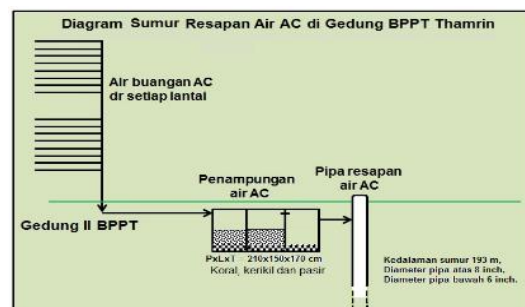 Diagram Sumur Resapan Air AC di Gedung BPPT Thamrin
Air buangan AC
dr setiap lantai
Penampungan
air AC
Pipa resapan
air AC
Gedung II BPPT
PxLxT 210x150x170 cm
Koral, kerikil dan pasir
Kedalaman sumur 193 m,
Diameter pipa atas 8 inch,
Diameter pipa bawah 6 inch.